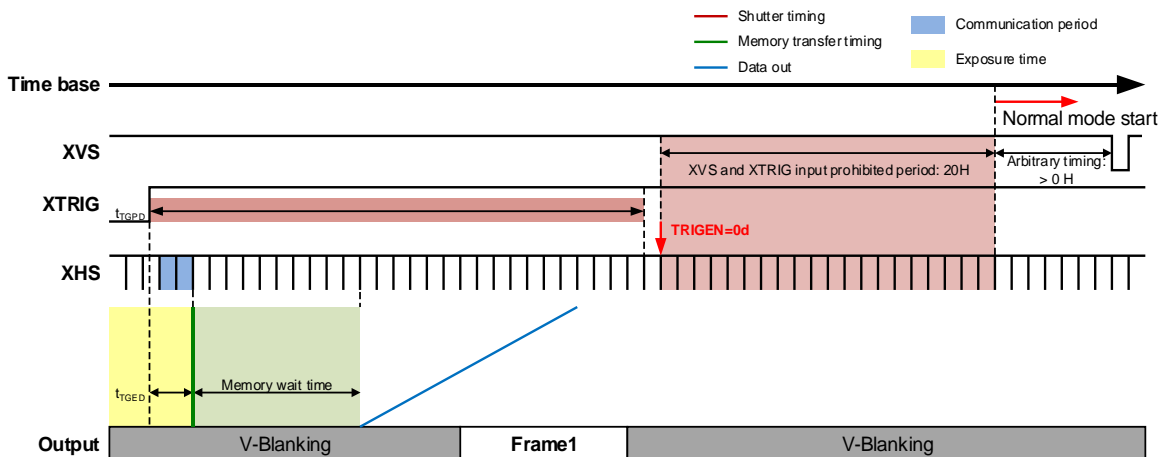 Shutter timing
Memory transfer timing
Data out
Communication period
Exposure time
Time base
Normal mode start
XVS
XVS and XTRIG input prohibited period: 20H
Arbitrary timing:
> 0 H
XTRIG
tTGPD
TRIGEN=0d
XHS
tTGED
Memory wait time
Output
V-Blanking
Frame1
V-Blanking